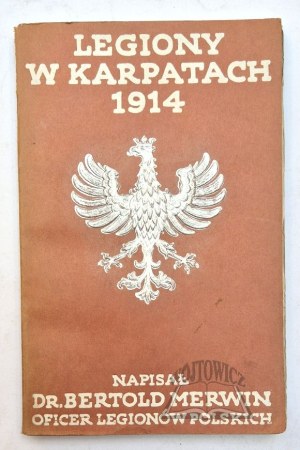 LEGIONY
W KARPATACH
1914
NAPISAŁ
DR. BERTOLD MERWIN
OFICER LEGIONÓW POLSKICH